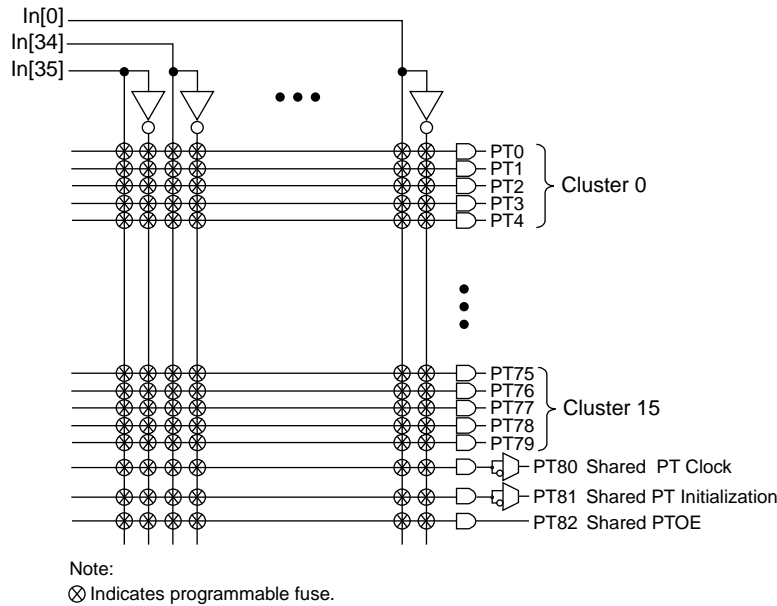 In[0]
In[34]
In[35]
PT0
PT1
PT2
PT3
PT4
Cluster 0
PT75
PT76
PT77
PT78
PT79
Cluster 15
PT80 Shared PT Clock
PT81 Shared PT Initialization
PT82 Shared PTOE
Note:
Indicates programmable fuse.